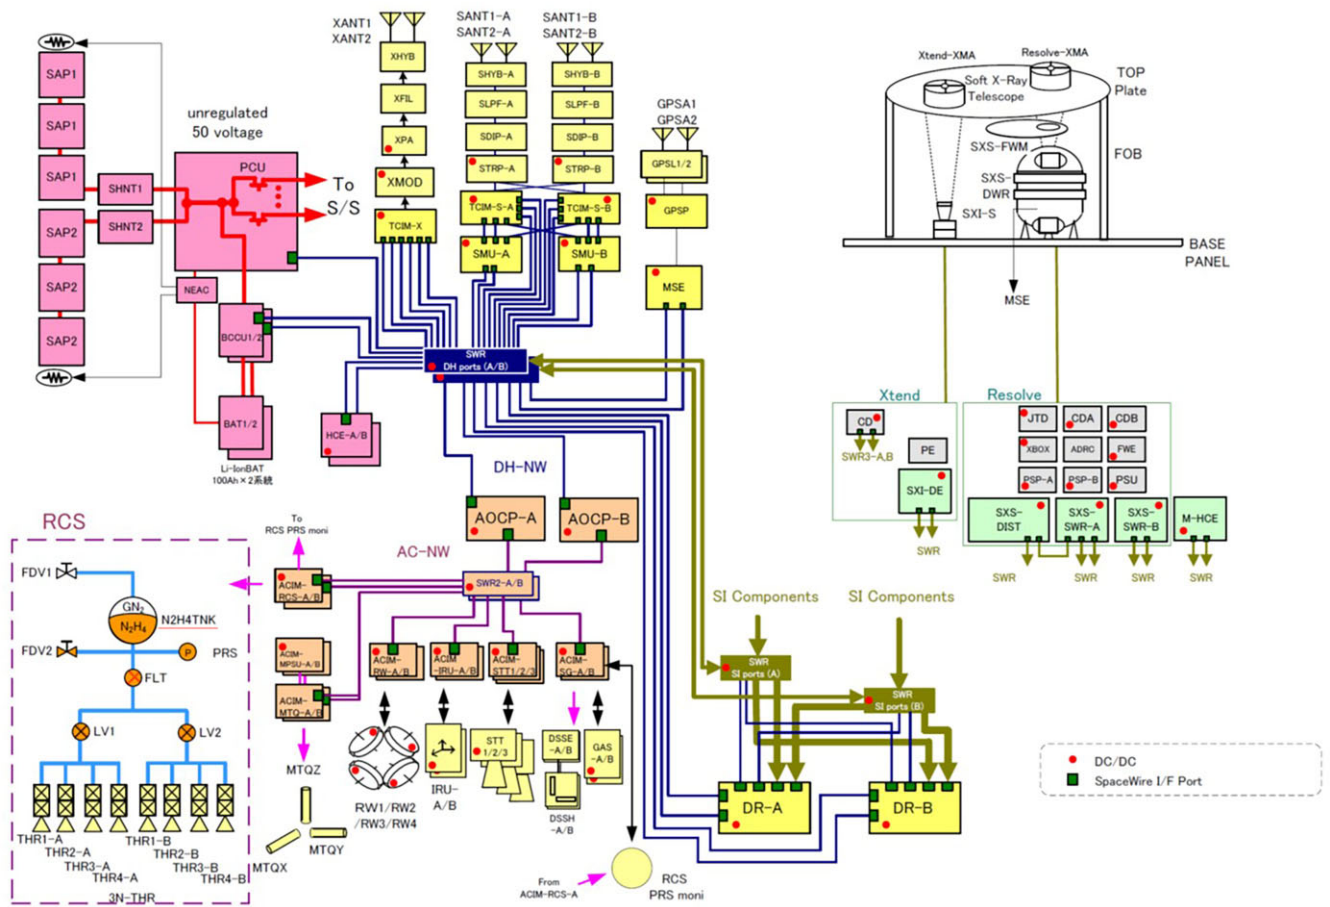 XANT1
XANT2
SANT1-A
SANT2-A
SANT1-B
SANT2-B
XHYB
XFIL
XPA
XMOD
TCIM-X
SHYB-A
SLPF-A
SDIP-A
STRP-A
TCIM-S-A
SMU-A
SHYB-B
SLPF-B
SDIP-B
STRP-B
TCIM-S-B
SMU-B
GPSA1
GPSA2
GPSL1/2
GPSP
MSE
SAP1
SAP1
SAP1
SAP2
SAP2
SAP2
unregulated
50 voltage
SHNT1
SHNT2
PCU
To
S/S
NEAC
BCCU1/2
BAT1/2
Li-IonBAT
100Ah×2系統
HCE-A/B
SWR
DH ports (A/B)
DH-NW
Xtend-XMA
Resolve-XMA
Soft X-Ray
Telescope
TOP
Plate
SXS-FWM
FOB
SXS-
DWR
SXI-S
BASE
PANEL
MSE
Xtend
CD
SWR3-A,B
PE
SXI-DE
SWR
Resolve
JTD
CDA
CDB
XBOX
ADRC
FWE
PSP-A
PSP-B
PSU
SXS-
DIST
SXS-
SWR-A
SXS-
SWR-B
M-HCE
SWR
SWR
SWR
SWR
AOCP-A
AOCP-B
AC-NW
SWR2-A/B
To
RCS PRS moni
ACIM-
RCS-A/B
ACIM-
MPSU-A/B
ACIM-
MTQ-A/B
MTQZ
MTQX
MTQY
ACIM-
RW-A/B
ACIM
-IRU-A/B
ACIM-
STT1/2/3
ACIM-
SG-A/B
RW1/RW2
/RW3/RW4
IRU-
A/B
STT
1/2/3
DSSE
-A/B
DSSH
-A/B
GAS
-A/B
From
ACIM-RCS-A
RCS
PRS moni
RCS
FDV1
GN2
N2H4
N2H4TNK
FDV2
P
PRS
FLT
LV1
LV2
THR1-A
THR2-A
THR3-A
THR4-A
THR1-B
THR2-B
THR3-B
THR4-B
3N-THR
SI Components
SI Components
SWR
SI ports (A)
SWR
SI ports (B)
DR-A
DR-B
DC/DC
SpaceWire I/F Port